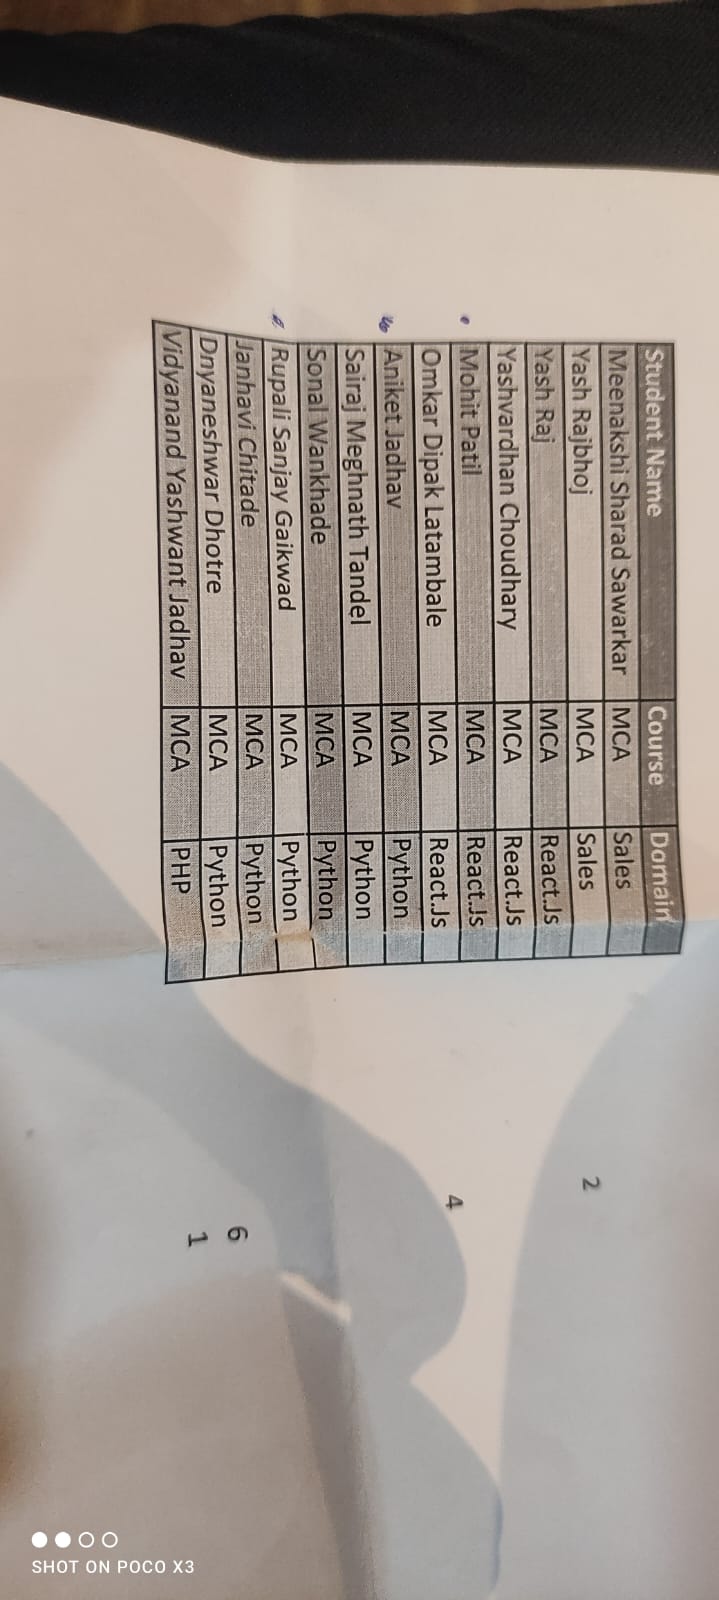 Student Name Course Domain
Meenakshi Sharad Sawarkar MCA Sales
Yash Rajbhoj MCA Sales 2
Yash Raj MCA React.Js
Yashvardhan Choudhary MCA React.Js
Mohit Patil MCA React.Js
Omkar Dipak Latambale MCA React.Js 4
Aniket Jadhav MCA Python
Sairaj Meghnath Tandel MCA Python
Sonal Wankhade MCA Python
Rupali Sanjay Gaikwad MCA Python
Janhavi Chitade MCA Python
Dnyaneshwar Dhotre MCA Python 6
Vidyanand Yashwant Jadhav MCA PHP 1
SHOT ON POCO X3